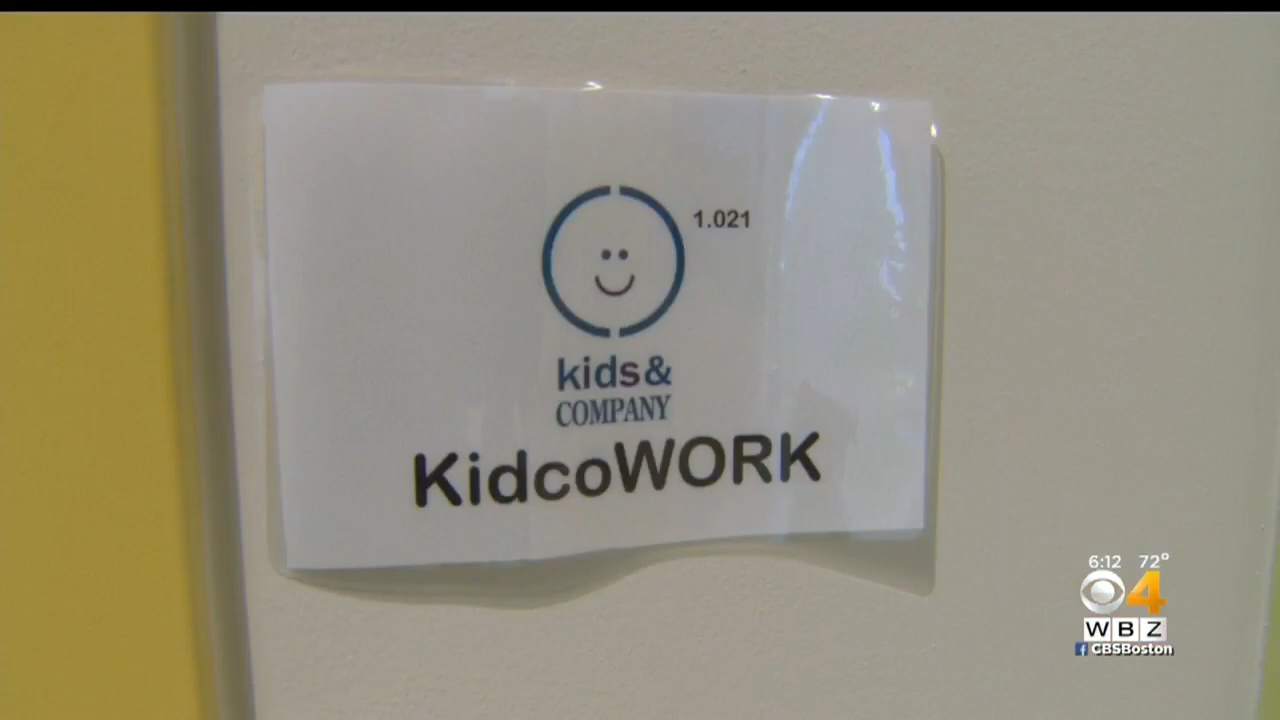 1.021
kids&
COMPANY
KidcoWORK
6:12 72°
4
WBZ
f CBSBoston